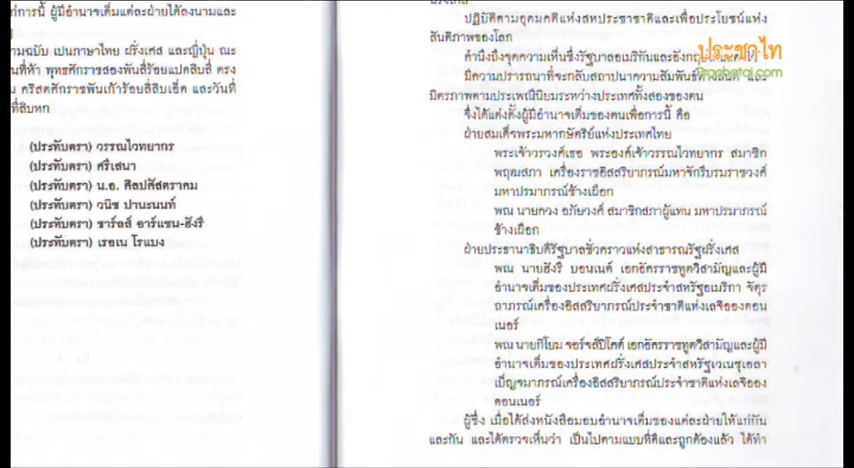 ก่การนี้ ผู้มีอำนาจเต็มแต่ละฝ่ายได้ลงนามและ
ามฉบับ เปนภาษาไทย ฝรั่งเศส และญี่ปุ่น ณะ
นที่ห้า พุทธศักราชสองพันสี่ร้อยแปดสิบสี่ ตรง
ม คริสตศักราชพันเก้าร้อยสี่สิบเอ็ด และวันที่
ที่สิบหก
(ประทับตรา) วรรณไวทยากร
(ประทับตรา) ศรีเสนา
(ประทับตรา) น.อ. ศิลปศัสตราคม
(ประทับตรา) วนิช ปานะนนท์
(ประทับตรา) ชาร์ลส์ อาร์แซน-ฮังรี
(ประทับตรา) เรอเน โรแบง
ปฏิบัติตามอุดมคติแห่งสหประชาชาติและเพื่อประโยชน์แห่ง
สันติภาพของโลก
คำนึงถึงจุดความเห็นซึ่งรัฐบาลอเมริกันและอังกฤษ
ประชาไท
Prachatai.com
มีความปรารถนาที่จะกลับสถาปนาความสัมพันธ์ และ
มิตรภาพตามประเพณีนิยมระหว่างประเทศทั้งสองของตน
จึ่งได้แต่งตั้งผู้มีอำนาจเต็มของตนเพื่อการนี้ คือ
ฝ่ายสมเด็จพระมหากษัตริย์แห่งประเทศไทย
พระเจ้าวรวงศ์เธอ พระองค์เจ้าวรรณไวทยากร สมาชิก
พฤฒสภา เครื่องราชอิสสริยาภรณ์มหาจักรีบรมราชวงศ์
มหาปรมาภรณ์ช้างเผือก
พณ นายควง อภัยวงศ์ สมาชิกสภาผู้แทน มหาปรมาภรณ์
ช้างเผือก
ฝ่ายประธานาธิบดีรัฐบาลชั่วคราวแห่งสาธารณรัฐฝรั่งเศส
พณ นายฮังรี บอนเนต์ เอกอัครราชทูตวิสามัญและผู้มี
อำนาจเต็มของประเทศฝรั่งเศสประจำสหรัฐอเมริกา จัตุร
ถาภรณ์เครื่องอิสสริยาภรณ์ประจำชาติแห่งเลจิอองดอน
เนอร์
พณ นายกิโยม จอร์จส์ปิโคต์ เอกอัครราชทูตวิสามัญและผู้มี
อำนาจเต็มของประเทศฝรั่งเศสประจำสหรัฐเวเนซุเอลา
เบ็ญจมาภรณ์เครื่องอิสสริยาภรณ์ประจำชาติแห่งเลจิออง
ดอนเนอร์
ผู้ซึ่ง เมื่อได้ส่งหนังสือมอบอำนาจเต็มของแต่ละฝ่ายให้แก่กัน
และกัน และได้ตรวจเห็นว่า เป็นไปตามแบบที่ดีและถูกต้องแล้ว ได้ทำ